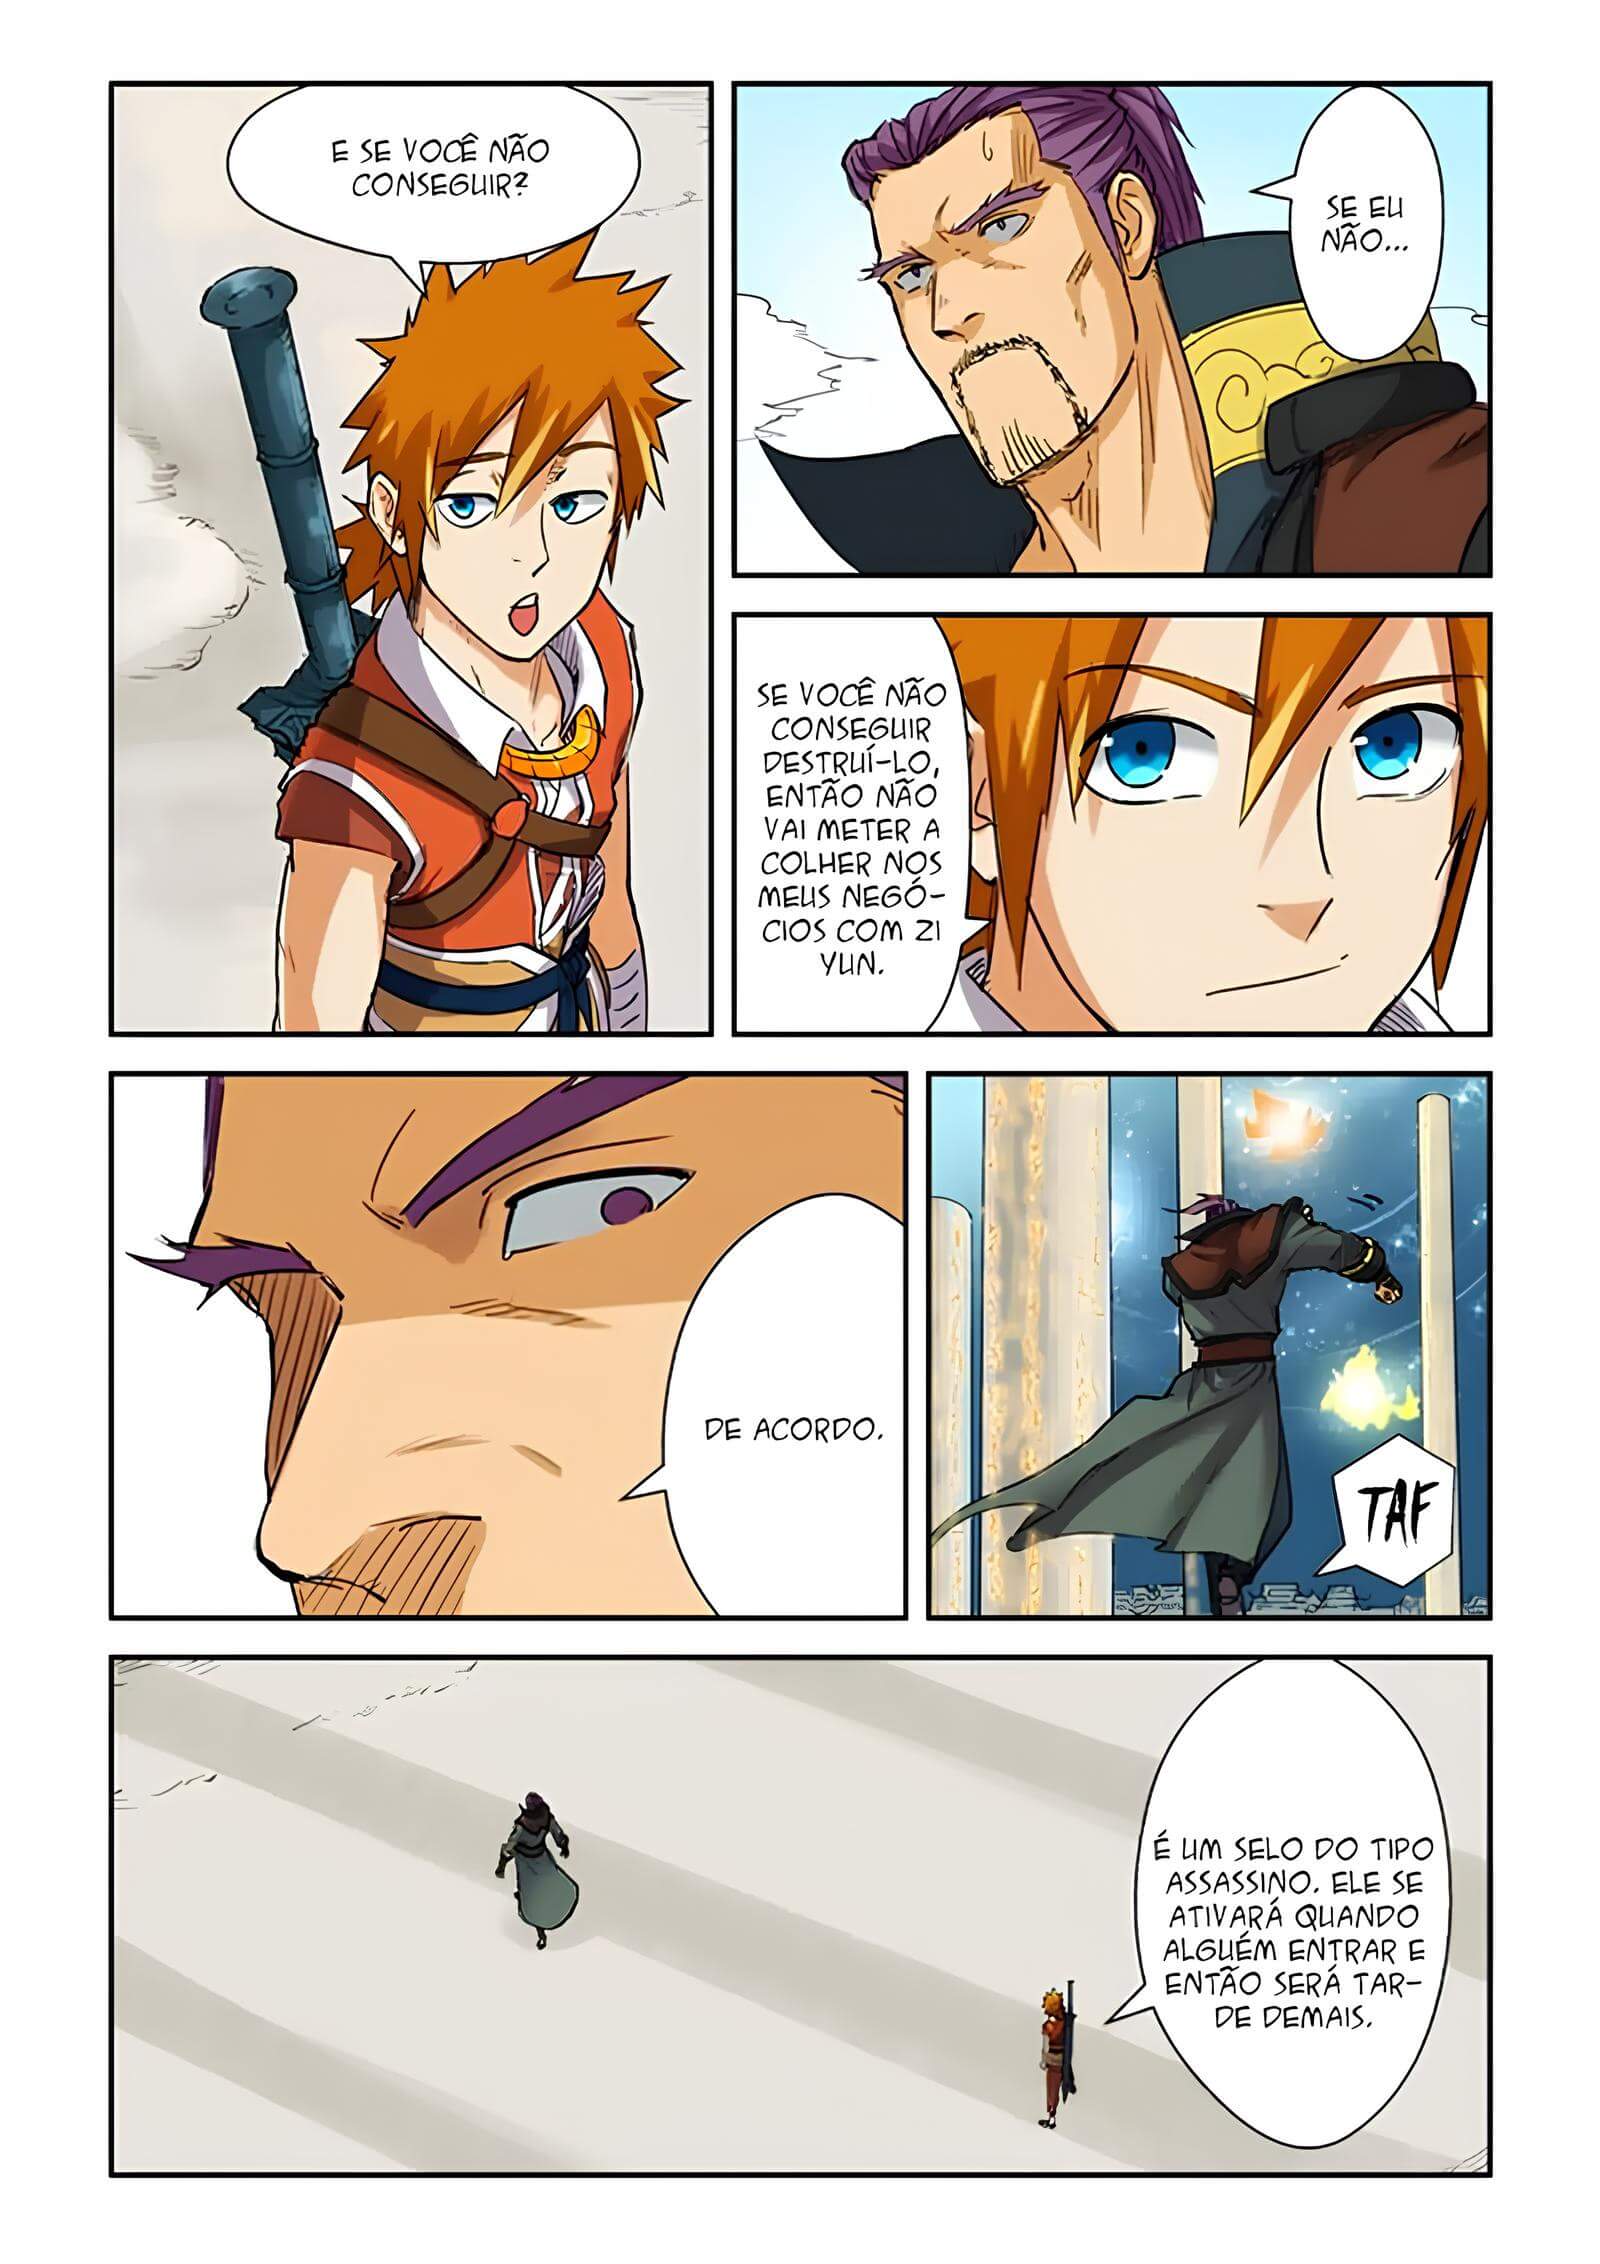 E SE VOCÊ NÃO
CONSEGUIR?
SE EU
NÃO...
SE VOCÊ NÃO
CONSEGUIR
DESTRUÍ-LO,
ENTÃO NÃO
VAI METER A
COLHER NOS
MEUS NEGÓ-
CIOS COM ZI
YUN.
DE ACORDO.
TAF
É UM SELO DO TIPO
ASSASSINO. ELE SE
ATIVARÁ QUANDO
ALGUÉM ENTRAR E
ENTÃO SERÁ TAR-
DE DEMAIS.